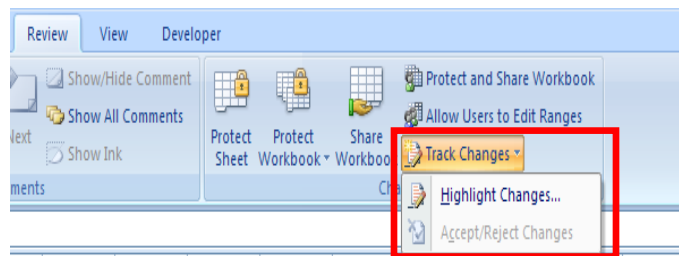 Review View Developer
Show/Hide Comment
Show All Comments
Show Ink
Protect Sheet
Protect Workbook
Share
Protect and Share Workbook
Allow Users to Edit Ranges
Track Changes
Highlight Changes...
Accept/Reject Changes